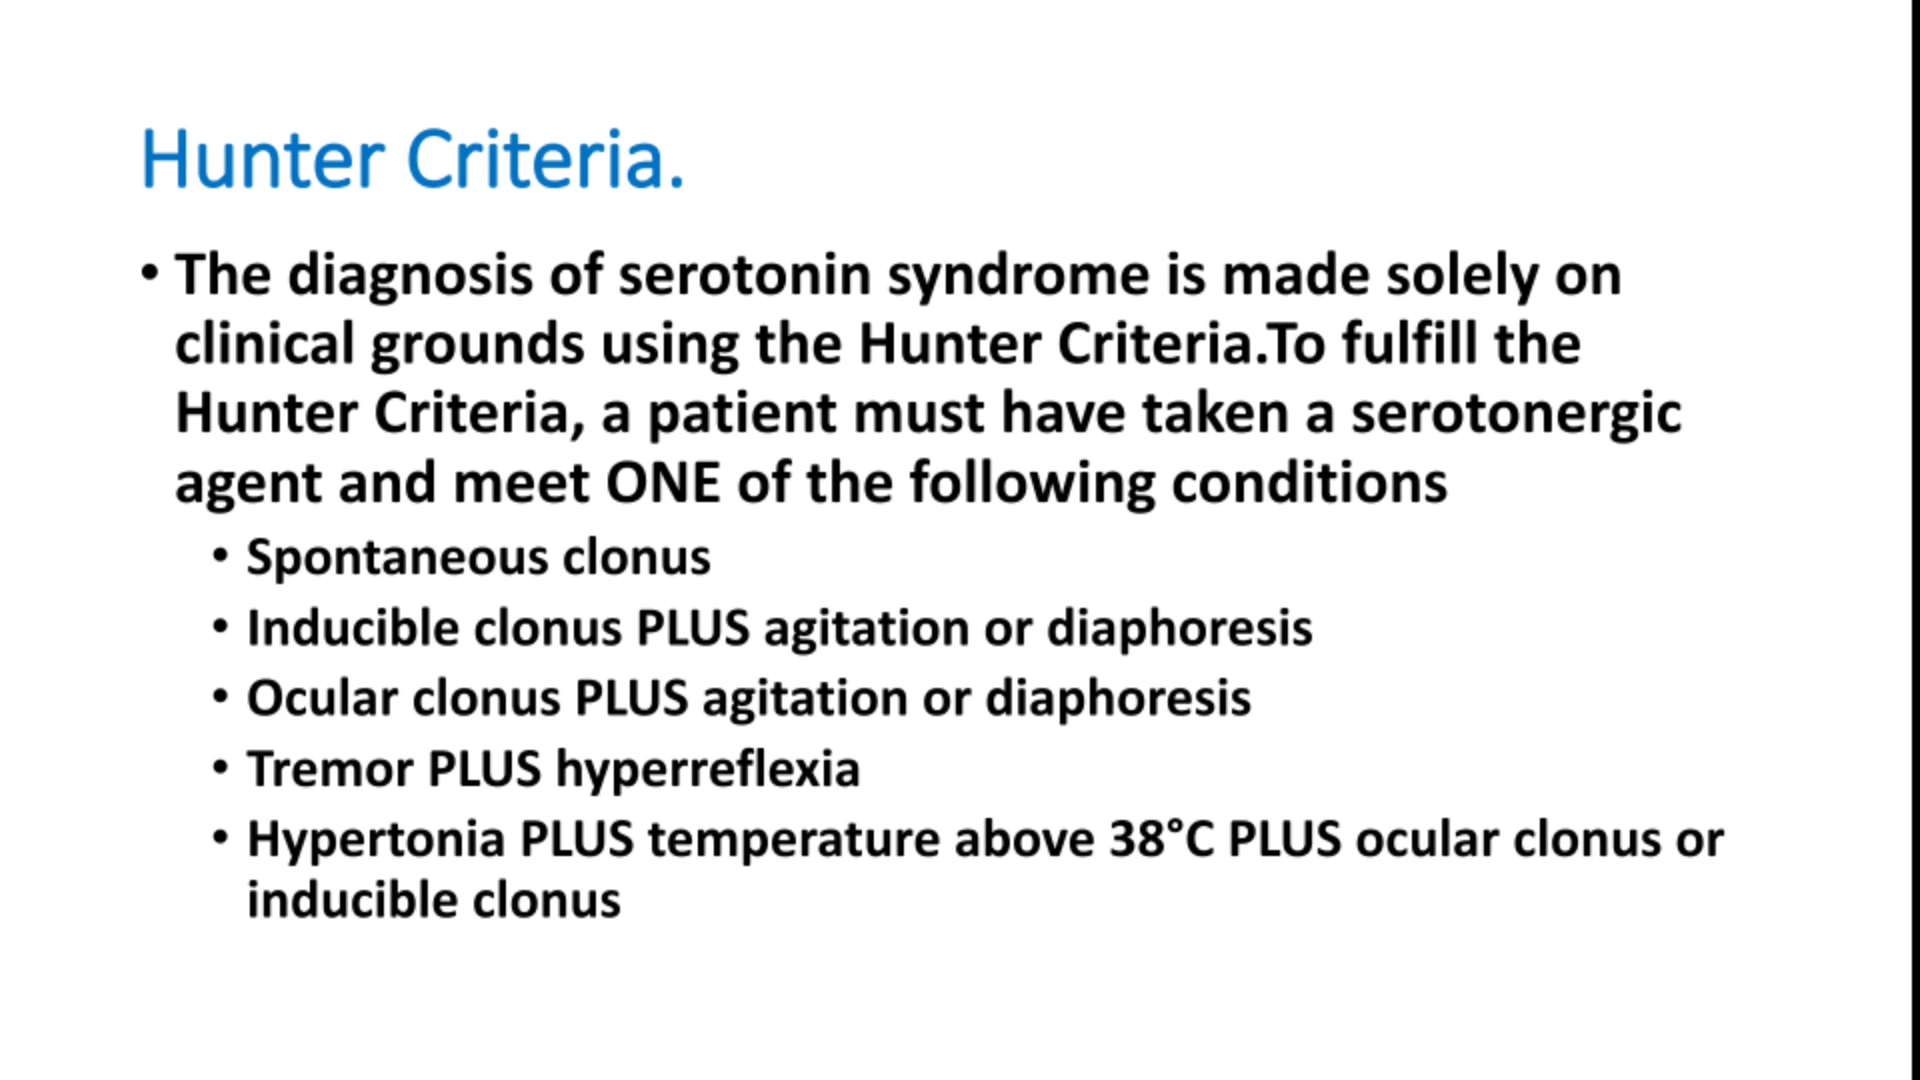 Hunter Criteria.
• The diagnosis of serotonin syndrome is made solely on
clinical grounds using the Hunter Criteria.To fulfill the
Hunter Criteria, a patient must have taken a serotonergic
agent and meet ONE of the following conditions
• Spontaneous clonus
• Inducible clonus PLUS agitation or diaphoresis
• Ocular clonus PLUS agitation or diaphoresis
• Tremor PLUS hyperreflexia
• Hypertonia PLUS temperature above 38°C PLUS ocular clonus or
inducible clonus